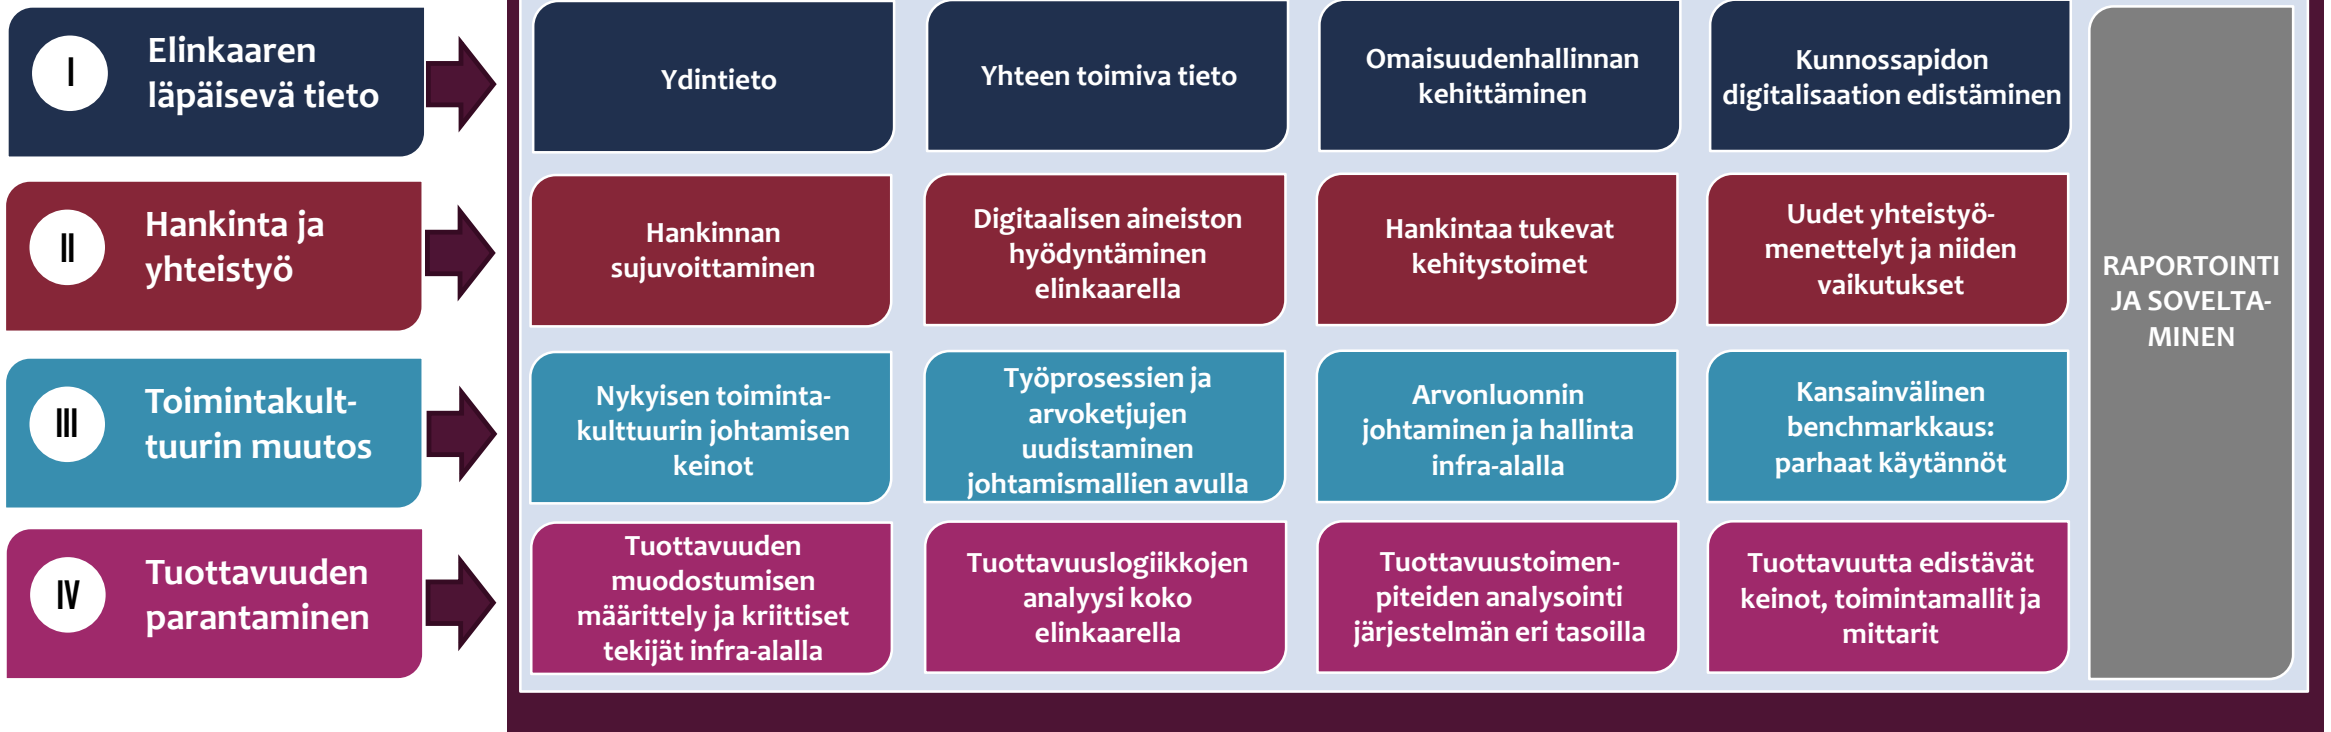 I
Elinkaaren
läpäisevä tieto
Ydintieto
Yhteen toimiva tieto
Omaisuudenhallinnan
kehittäminen
Kunnossapidon
digitalisaation edistäminen
II
Hankinta ja
yhteistyö
Hankinnan
sujuvoittaminen
Digitaalisen aineiston
hyödyntäminen
elinkaarella
Hankintaa tukevat
kehitystoimet
Uudet yhteistyö-
menettelyt ja niiden
vaikutukset
III
Toimintakult-
tuurin muutos
Nykyisen toiminta-
kulttuurin johtamisen
keinot
Työprosessien ja
arvoketjujen
uudistaminen
johtamismallien avulla
Arvonluonnin
johtaminen ja hallinta
infra-alalla
Kansainvälinen
benchmarkkaus:
parhaat käytännöt
IV
Tuottavuuden
parantaminen
Tuottavuuden
muodostumisen
määrittely ja kriittiset
tekijät infra-alalla
Tuottavuuslogiikkojen
analyysi koko
elinkaarella
Tuottavuustoimen-
piteiden analysointi
järjestelmän eri tasoilla
Tuottavuutta edistävät
keinot, toimintamallit ja
mittarit
RAPORTOINTI
JA SOVELTA-
MINEN